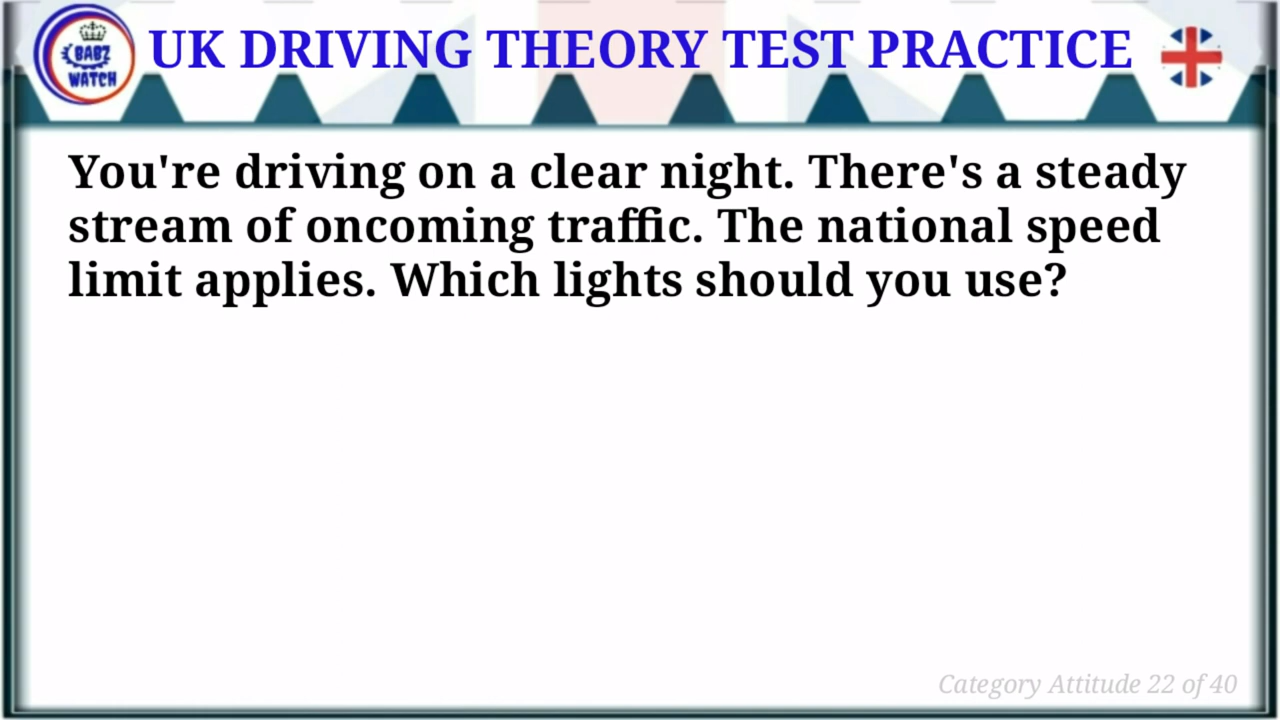 BABZ
WATCH
UK DRIVING THEORY TEST PRACTICE
You're driving on a clear night. There's a steady
stream of oncoming traffic. The national speed
limit applies. Which lights should you use?
Category Attitude 22 of 40